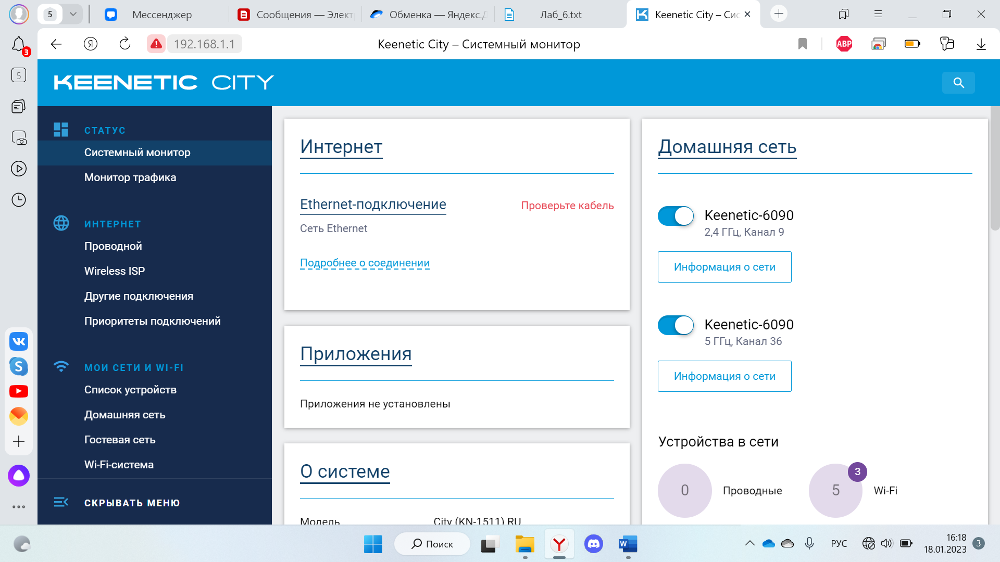 5
Мессенджер
Сообщения — Элект
Обменка — Яндекс.Д
Лаб_6.txt
Keenetic City – Сис
3
192.168.1.1
Keenetic City – Системный монитор
ABP
5
KEENETIC CITY
СТАТУС
Системный монитор
Монитор трафика
ИНТЕРНЕТ
Проводной
Wireless ISP
Другие подключения
Приоритеты подключений
МОИ СЕТИ И WI-FI
Список устройств
Домашняя сеть
Гостевая сеть
Wi-Fi-система
СКРЫВАТЬ МЕНЮ
Интернет
Ethernet-подключение
Проверьте кабель
Сеть Ethernet
Подробнее о соединении
Приложения
Приложения не установлены
О системе
Модель
City (KN-1511) RU
Домашняя сеть
Keenetic-6090
2,4 ГГц, Канал 9
Информация о сети
Keenetic-6090
5 ГГц, Канал 36
Информация о сети
Устройства в сети
0
Проводные
5
3
Wi-Fi
Поиск
РУС
16:18
18.01.2023
3